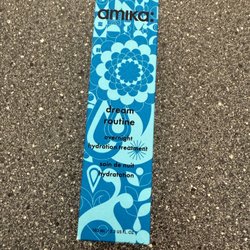 amika:
dream
routine
overnight
hydration treatment
soin de nuit
hydratation